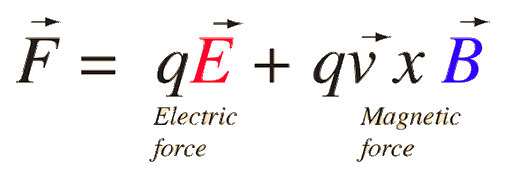 F = qE + qv x B
Electric Magnetic
force force